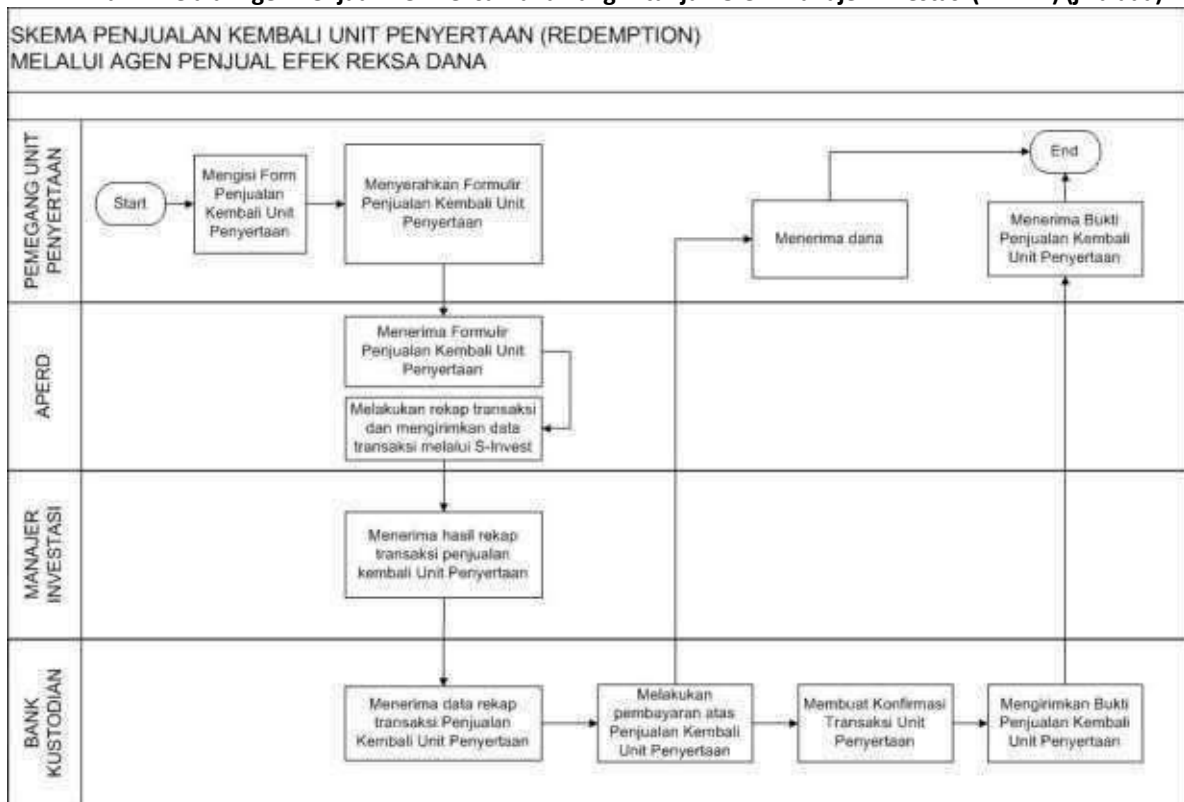 SKEMA PENJUALAN KEMBALI UNIT PENYERTAAN (REDEMPTION)
MELALUI AGEN PENJUAL EFEK REKSA DANA
PEMEGANG UNIT
PENYERTAAN
Start
Mengisi Form
Penjualan
Kembali Unit
Penyertaan
Menyerahkan Formulir
Penjualan Kembali Unit
Penyertaan
Menerima dana
End
Menerima Bukti
Penjualan Kembali
Unit Penyertaan
APERD
Menerima Formulir
Penjualan Kembali Unit
Penyertaan
Melakukan rekap transaksi
dan mengirimkan data
transaksi melalui S-Invest
MANAJER
INVESTASI
Menerima hasil rekap
transaksi penjualan
kembali Unit Penyertaan
BANK
KUSTODIAN
Menerima data rekap
transaksi Penjualan
Kembali Unit Penyertaan
Melakukan
pembayaran atas
Penjualan Kembali
Unit Penyertaan
Membuat Konfirmasi
Transaksi Unit
Penyertaan
Mengirimkan Bukti
Penjualan Kembali
Unit Penyertaan